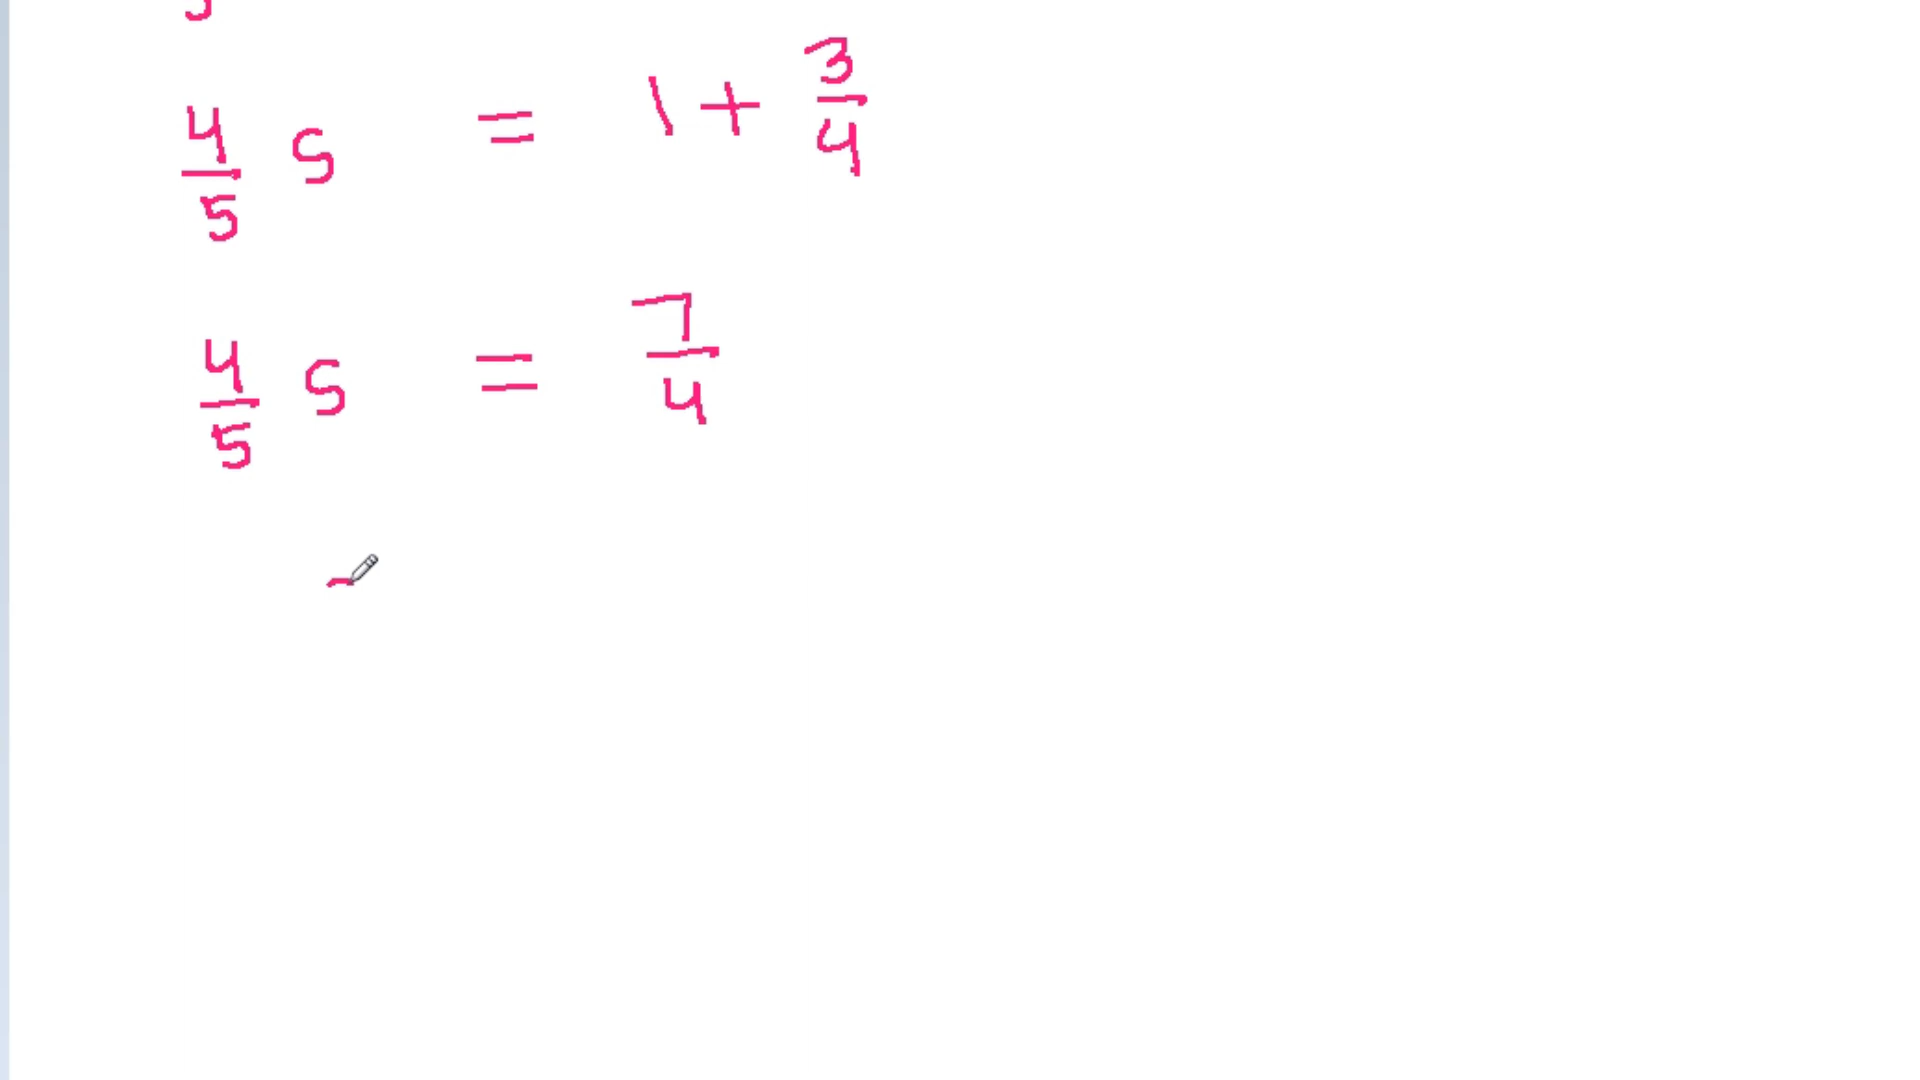 4/5 s = 1 + 3/4
4/5 s = 7/4